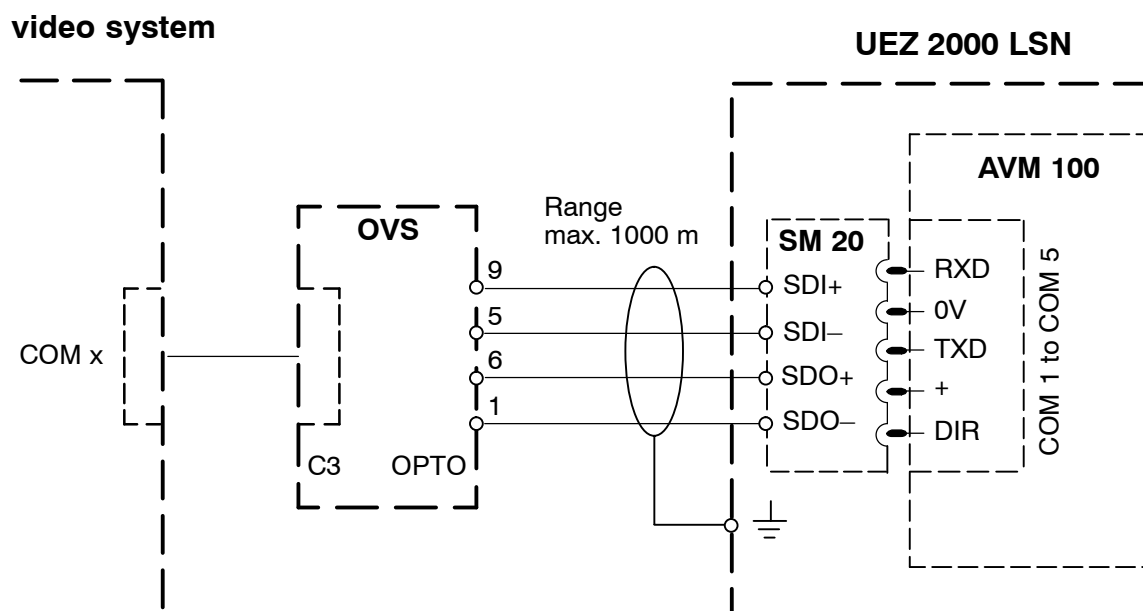 video system
UEZ 2000 LSN
AVM 100
OVS
Range
max. 1000 m
SM 20
9
SDI+
RXD
5
SDI–
0V
COM x
6
SDO+
TXD
1
SDO–
+
DIR
COM 1 to COM 5
C3
OPTO